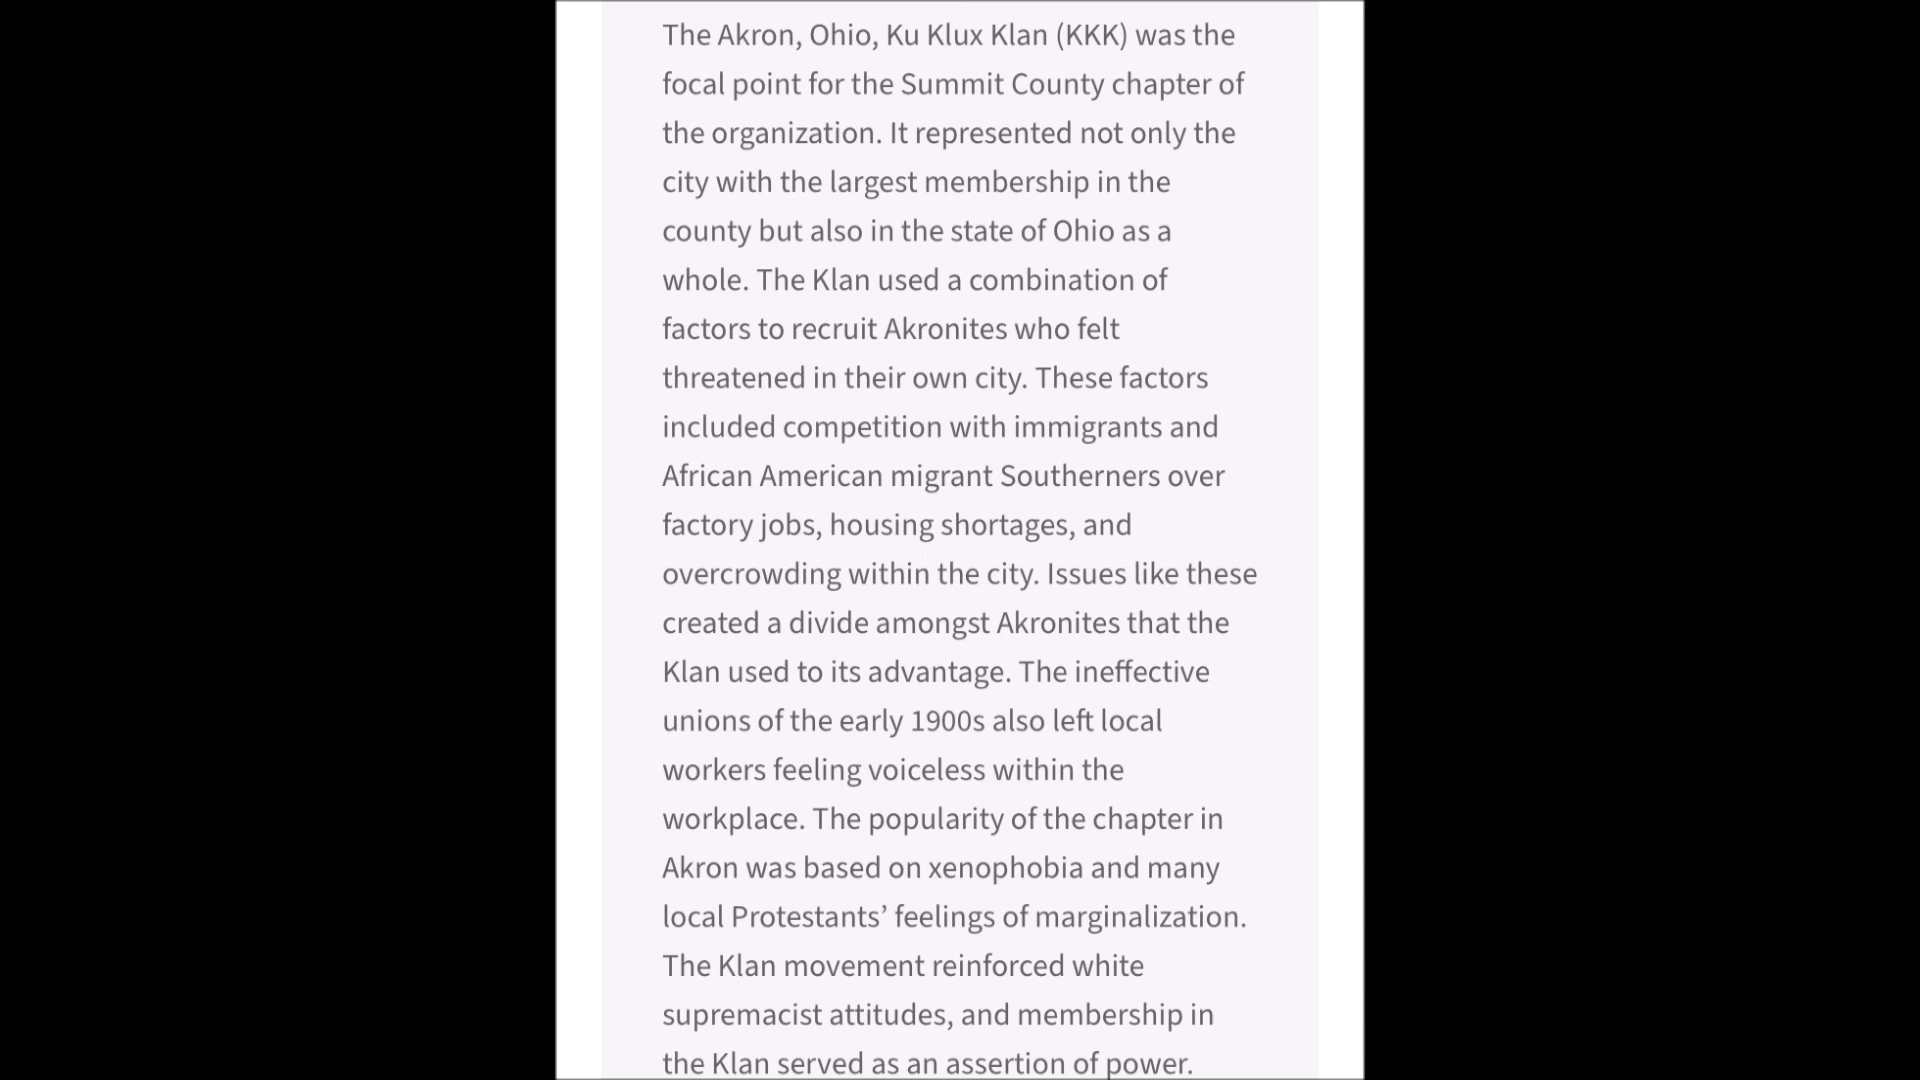 The Akron, Ohio, Ku Klux Klan (KKK) was the
focal point for the Summit County chapter of
the organization. It represented not only the
city with the largest membership in the
county but also in the state of Ohio as a
whole. The Klan used a combination of
factors to recruit Akronites who felt
threatened in their own city. These factors
included competition with immigrants and
African American migrant Southerners over
factory jobs, housing shortages, and
overcrowding within the city. Issues like these
created a divide amongst Akronites that the
Klan used to its advantage. The ineffective
unions of the early 1900s also left local
workers feeling voiceless within the
workplace. The popularity of the chapter in
Akron was based on xenophobia and many
local Protestants’ feelings of marginalization.
The Klan movement reinforced white
supremacist attitudes, and membership in
the Klan served as an assertion of power.